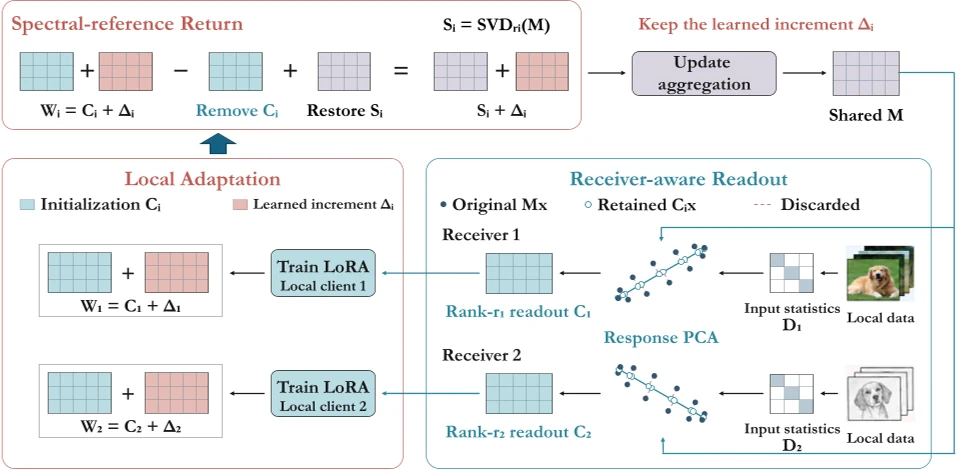 Spectral-reference Return
Sᵢ = SVDᵣᵢ(M)
+ − + = +
Wᵢ = Cᵢ + Δᵢ
Remove Cᵢ
Restore Sᵢ
Sᵢ + Δᵢ
Keep the learned increment Δᵢ
Update
aggregation
Shared M
Local Adaptation
Initialization Cᵢ
Learned increment Δᵢ
+
W₁ = C₁ + Δ₁
Train LoRA
Local client 1
+
W₂ = C₂ + Δ₂
Train LoRA
Local client 2
Receiver-aware Readout
Original Mx
Retained Cᵢx
Discarded
Receiver 1
Rank-r₁ readout C₁
Input statistics
D₁
Local data
Response PCA
Receiver 2
Rank-r₂ readout C₂
Input statistics
D₂
Local data